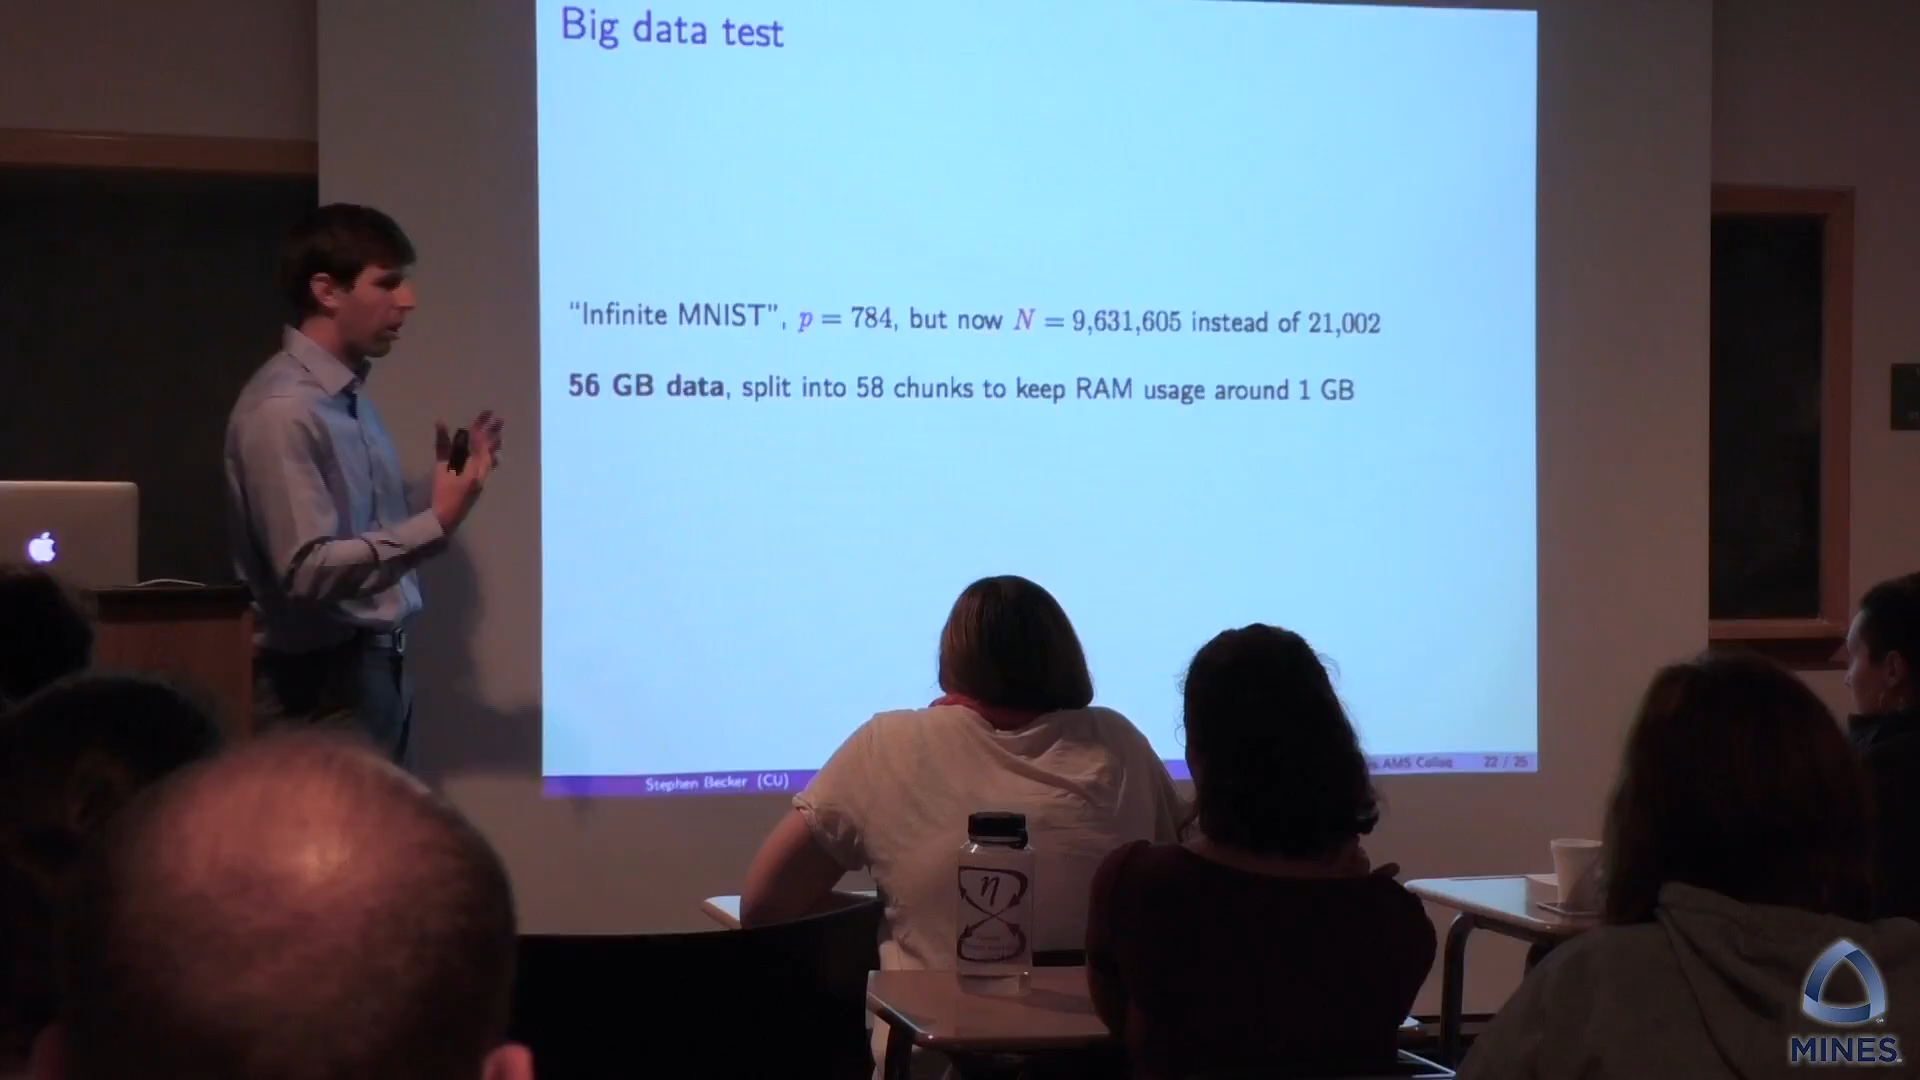 Big data test
“Infinite MNIST”, p = 784, but now N = 9,631,605 instead of 21,002
56 GB data, split into 58 chunks to keep RAM usage around 1 GB
Stephen Becker (CU)
AMS Colloq
22 / 25
η
MINES